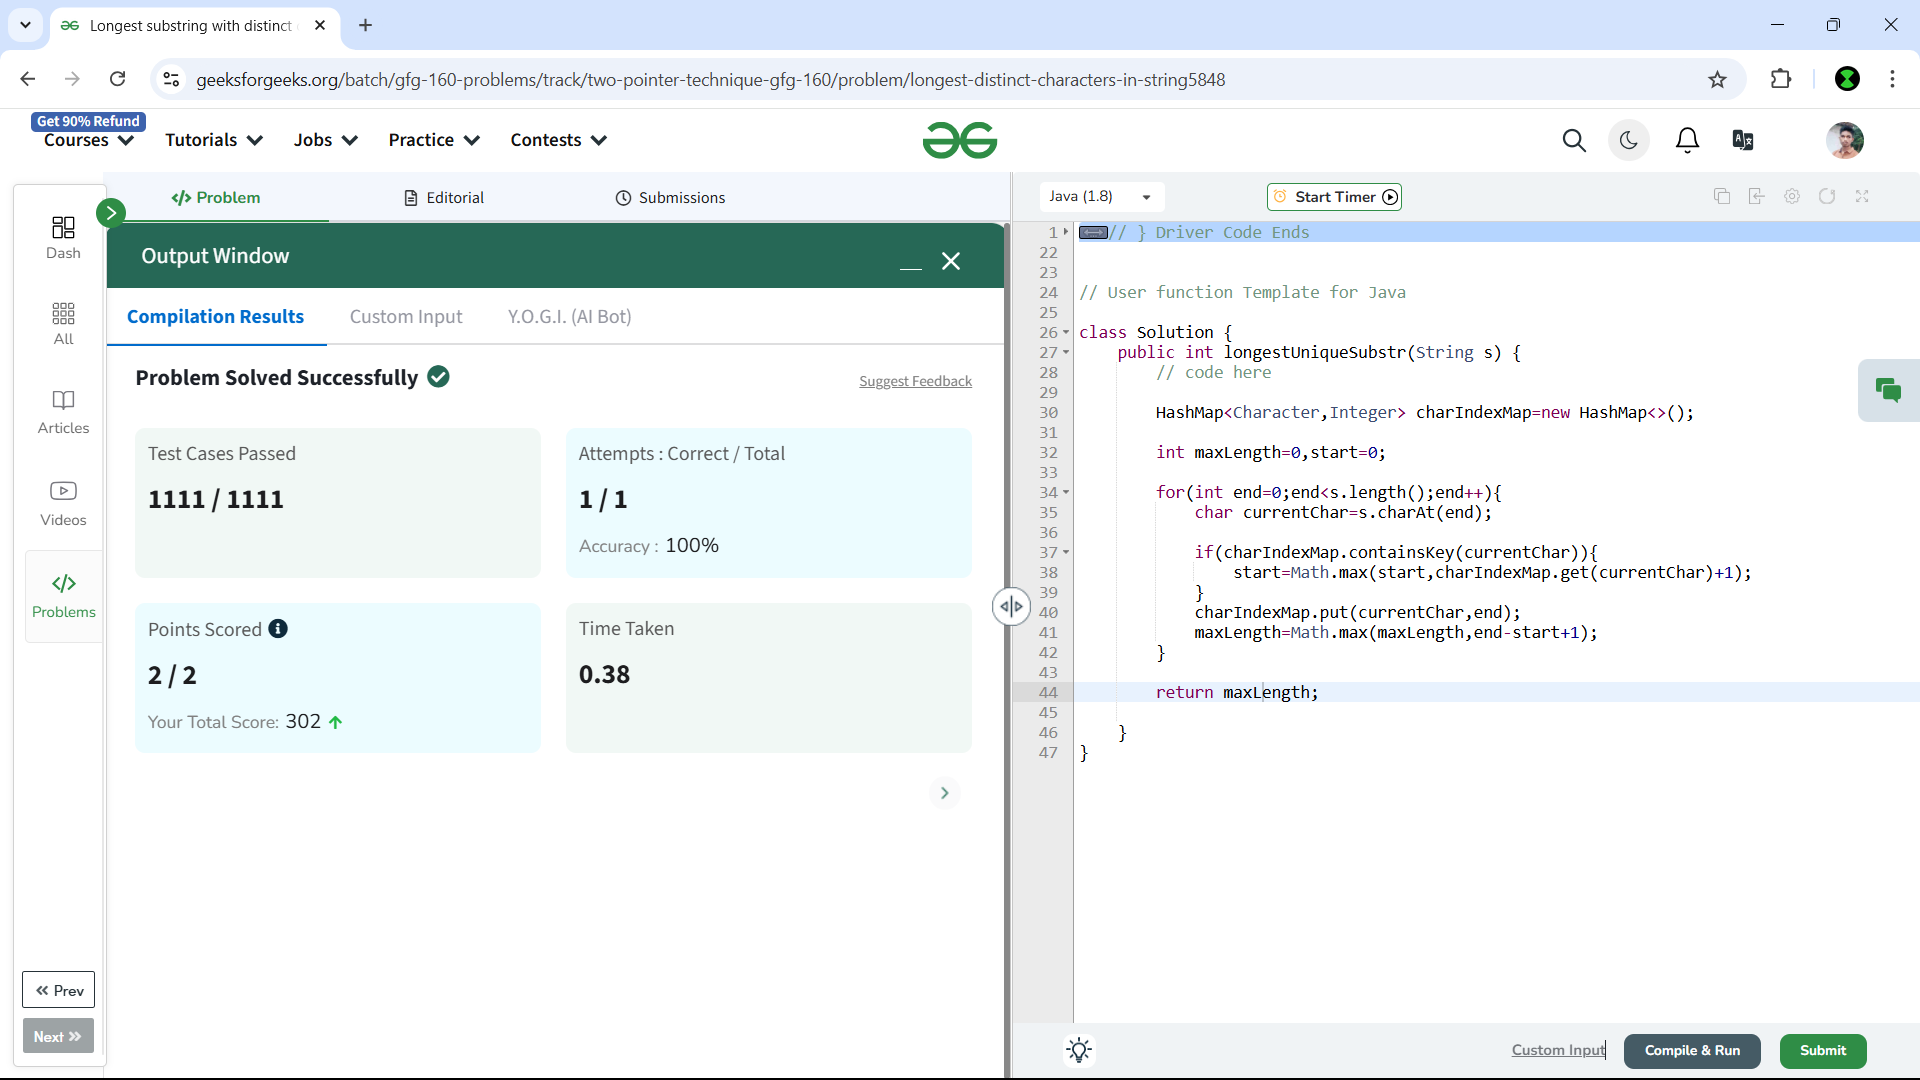 Longest substring with distinct
geeksforgeeks.org/batch/gfg-160-problems/track/two-pointer-technique-gfg-160/problem/longest-distinct-characters-in-string5848
Get 90% Refund
Courses
Tutorials
Jobs
Practice
Contests
Dash
All
Articles
Videos
Problems
Prev
Next
Problem
Editorial
Submissions
Output Window
Compilation Results
Custom Input
Y.O.G.I. (AI Bot)
Problem Solved Successfully
Suggest Feedback
Test Cases Passed
1111 / 1111
Attempts : Correct / Total
1 / 1
Accuracy : 100%
Points Scored
2 / 2
Your Total Score: 302
Time Taken
0.38
Java (1.8)
Start Timer
1 // } Driver Code Ends
22
23
24 // User function Template for Java
25
26 class Solution {
27 public int longestUniqueSubstr(String s) {
28 // code here
29
30 HashMap<Character,Integer> charIndexMap=new HashMap<>();
31
32 int maxLength=0,start=0;
33
34 for(int end=0;end<s.length();end++){
35 char currentChar=s.charAt(end);
36
37 if(charIndexMap.containsKey(currentChar)){
38 start=Math.max(start,charIndexMap.get(currentChar)+1);
39 }
40 charIndexMap.put(currentChar,end);
41 maxLength=Math.max(maxLength,end-start+1);
42 }
43
44 return maxLength;
45
46 }
47 }
Custom Input
Compile & Run
Submit